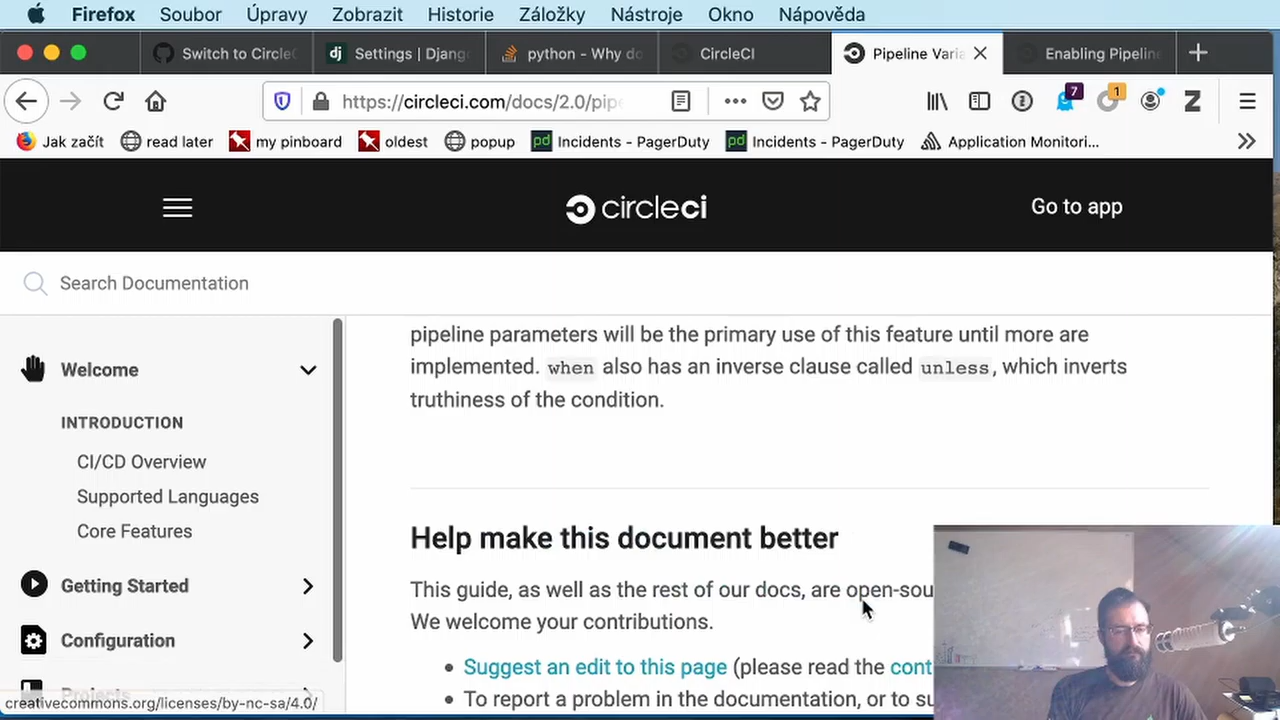 Firefox Soubor Úpravy Zobrazit Historie Záložky Nástroje Okno Nápověda
Switch to Circle Settings | Djang python - Why do CircleCI Pipeline Varia Enabling Pipelin
https://circleci.com/docs/2.0/pip 7 1 Z
Jak začít read later my pinboard oldest popup pd Incidents - PagerDuty pd Incidents - PagerDuty Application Monitori...
circleci
Go to app
Search Documentation
Welcome
INTRODUCTION
CI/CD Overview
Supported Languages
Core Features
Getting Started
Configuration
Projects
creativecommons.org/licenses/by-nc-sa/4.0/
pipeline parameters will be the primary use of this feature until more are
implemented. when also has an inverse clause called unless, which inverts
truthiness of the condition.
Help make this document better
This guide, as well as the rest of our docs, are open-sou
We welcome your contributions.
• Suggest an edit to this page (please read the cont
• To report a problem in the documentation, or to su